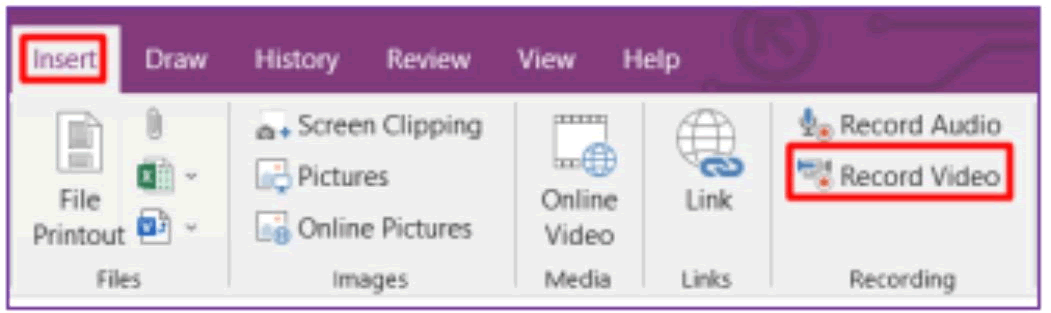 Insert Draw History Review View Help
File Printout
Files
Screen Clipping
Pictures
Online Pictures
Images
Online Video
Media
Link
Links
Record Audio
Record Video
Recording